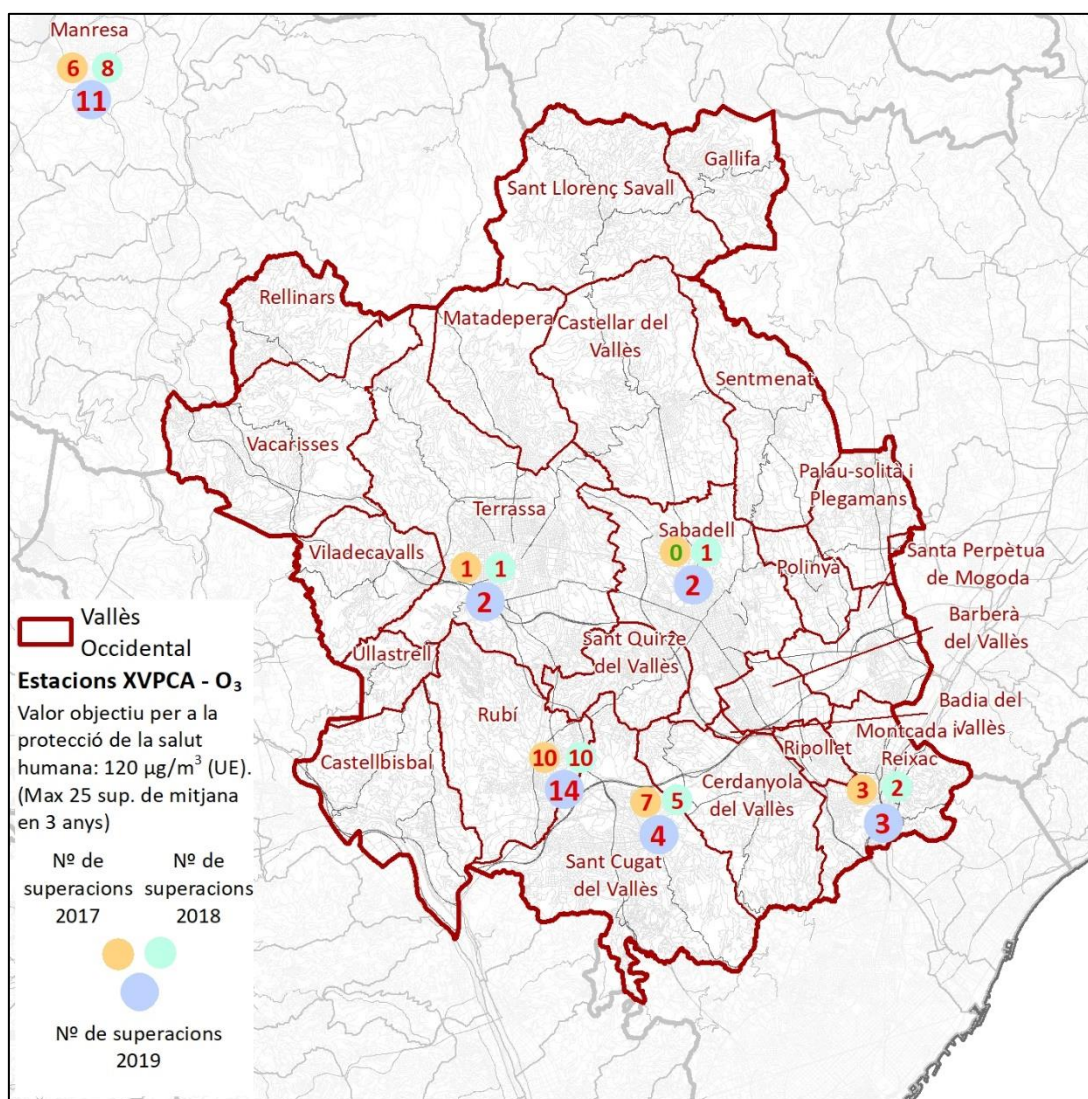 Manresa
6 8
11
Gallifa
Sant Llorenç Savall
Rellinars
Matadepera
Castellar del
Vallès
Sentmenat
Vacarisses
Palau-solità i
Plegamans
Terrassa
Sabadell
Viladecavalls
1 1
2
0 1
2
Polinyà
Santa Perpètua
de Mogoda
Barberà
del Vallès
Sant Quirze
del Vallès
Ullastrell
Badia del
Vallès
Rubí
Montcada i
Reixac
Ripollet
Castellbisbal
10 10
14
Cerdanyola
del Vallès
7 5
4
3 2
3
Sant Cugat
del Vallès
Vallès
Occidental
Estacions XVPCA - O₃
Valor objectiu per a la
protecció de la salut
humana: 120 µg/m³ (UE).
(Max 25 sup. de mitjana
en 3 anys)
Nº de
superacions
2017
Nº de
superacions
2018
Nº de superacions
2019